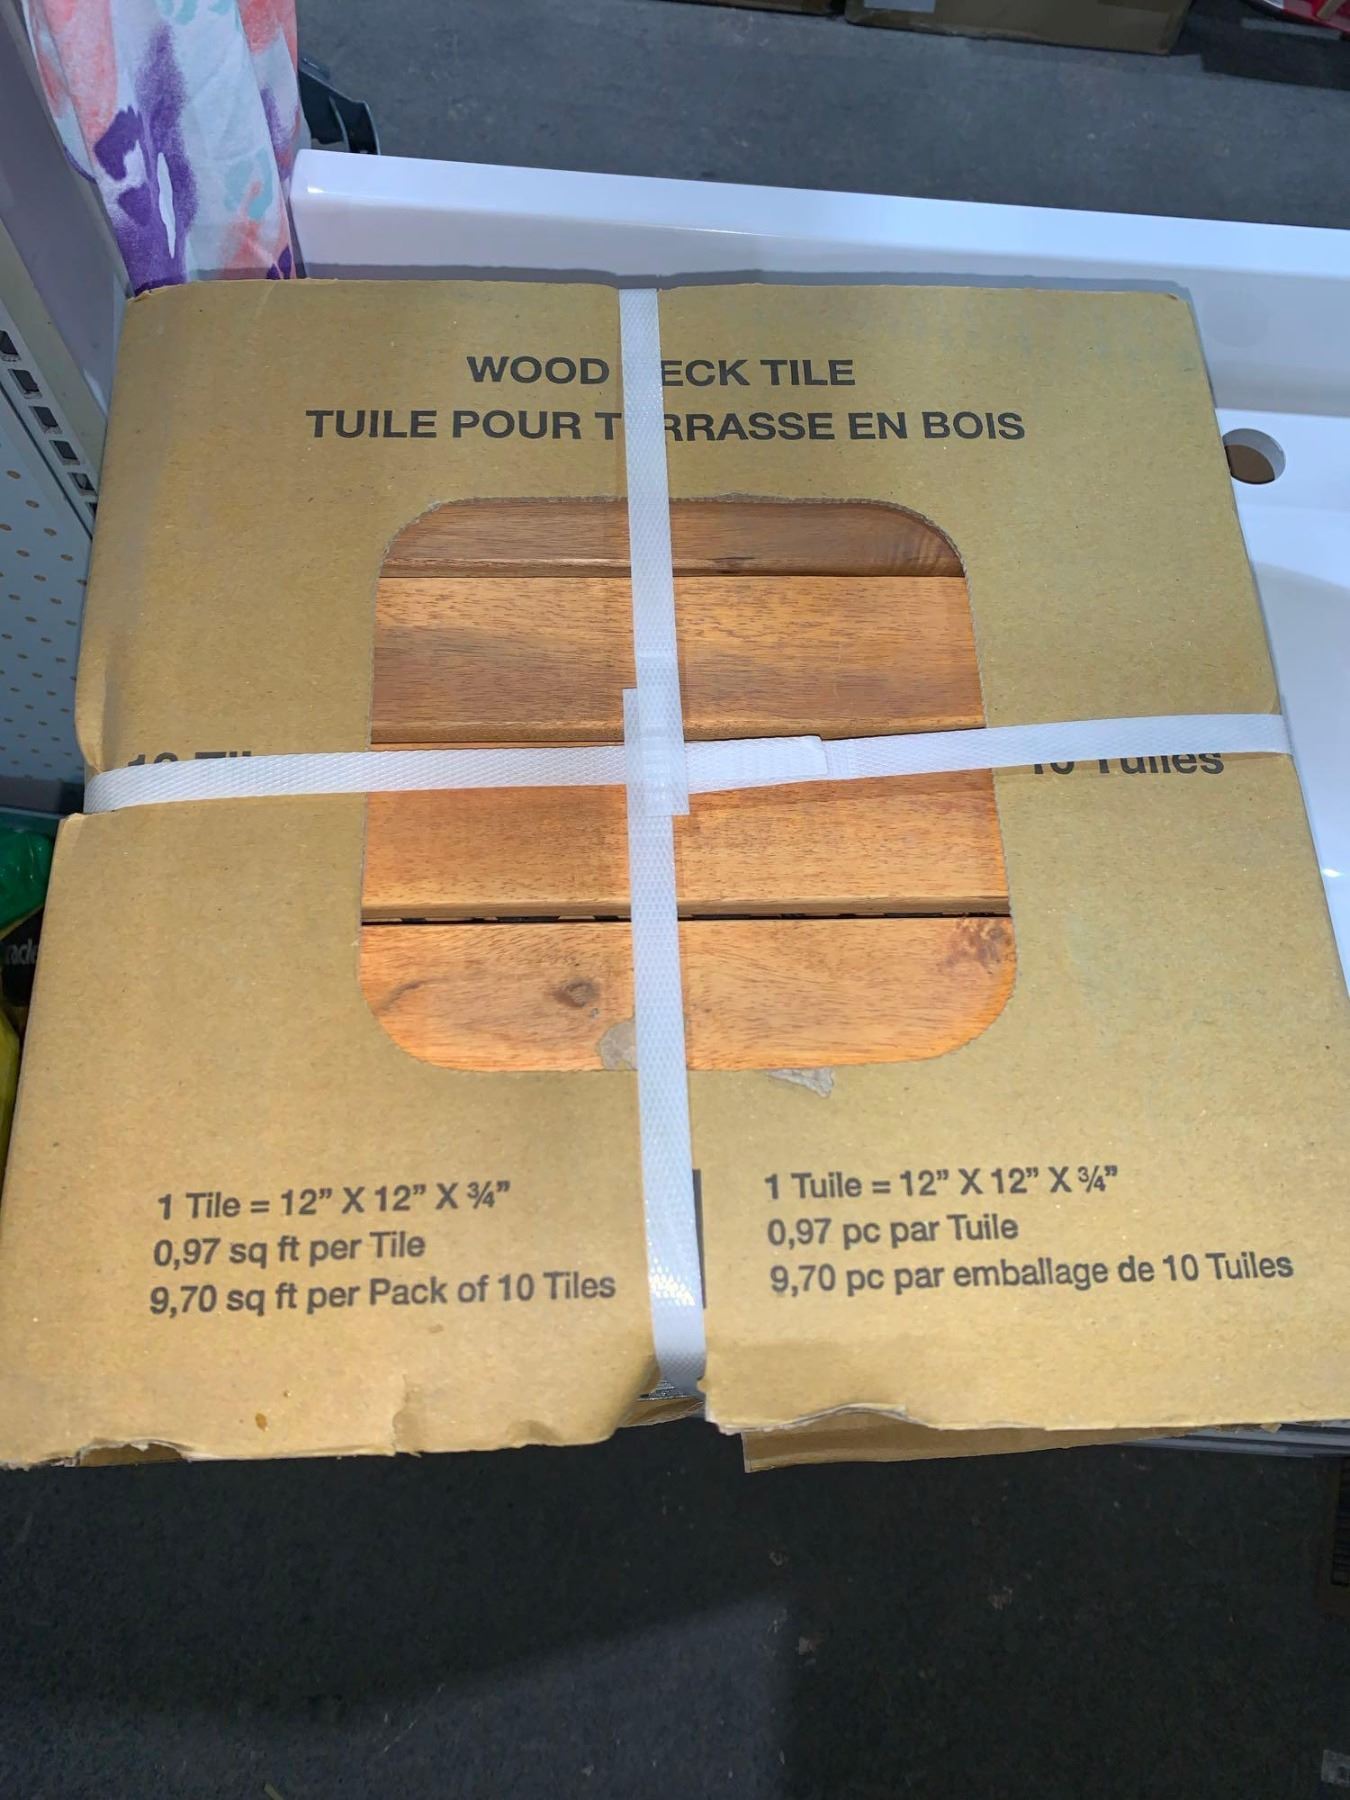 WOOD ECK TILE
TUILE POUR T RRASSE EN BOIS
10 Tuiles
1 Tile = 12” X 12” X ¾”
0,97 sq ft per Tile
9,70 sq ft per Pack of 10 Tiles
1 Tuile = 12” X 12” X ¾”
0,97 pc par Tuile
9,70 pc par emballage de 10 Tuiles